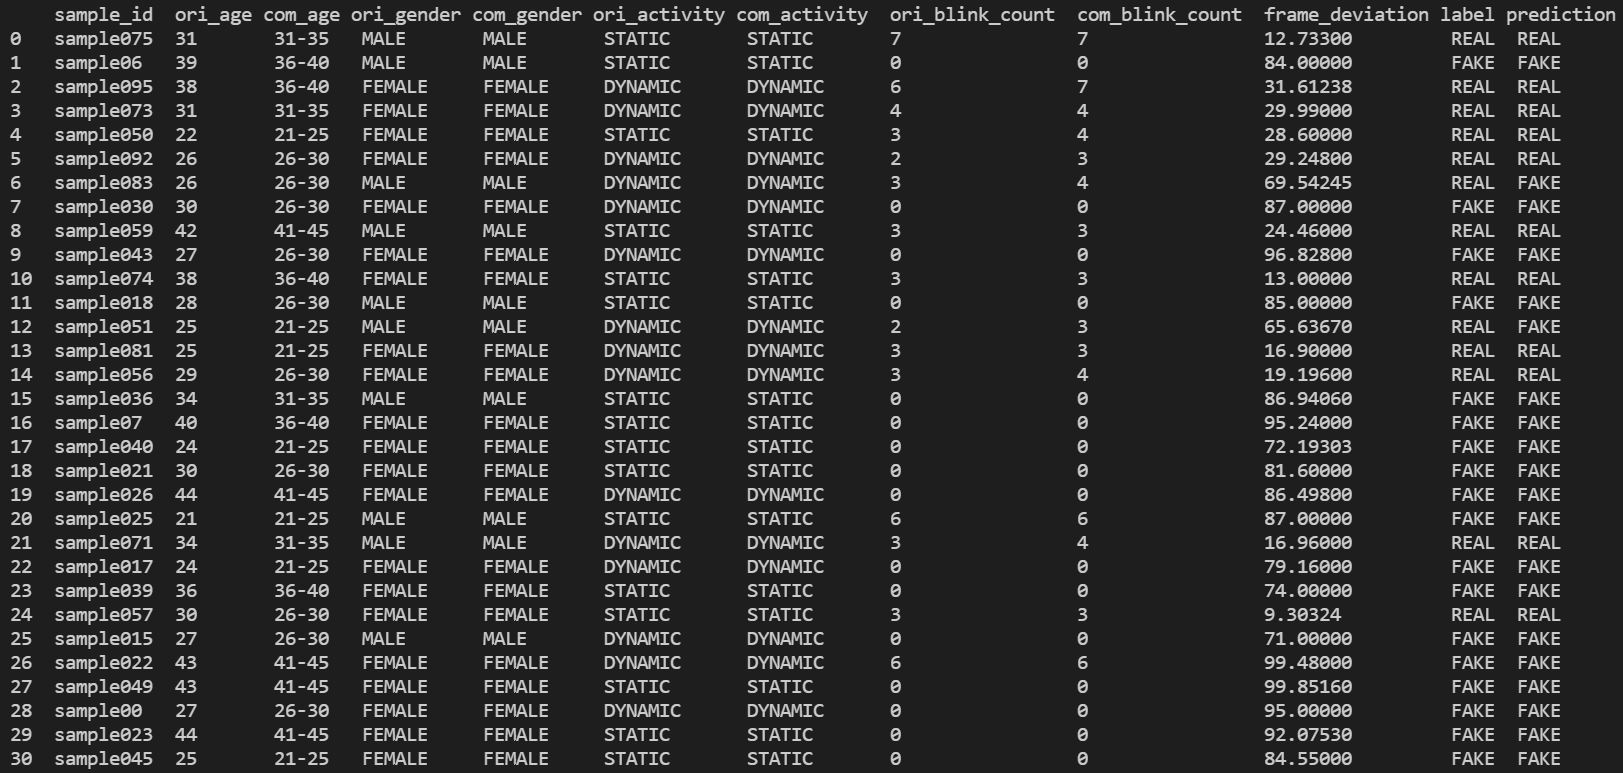 sample_id ori_age com_age ori_gender com_gender ori_activity com_activity ori_blink_count com_blink_count frame_deviation label prediction
0 sample075 31 31-35 MALE MALE STATIC STATIC 7 7 12.73300 REAL REAL
1 sample06 39 36-40 MALE MALE STATIC STATIC 0 0 84.00000 FAKE FAKE
2 sample095 38 36-40 FEMALE FEMALE DYNAMIC DYNAMIC 6 7 31.61238 REAL REAL
3 sample073 31 31-35 FEMALE FEMALE DYNAMIC DYNAMIC 4 4 29.99000 REAL REAL
4 sample050 22 21-25 FEMALE FEMALE STATIC STATIC 3 4 28.60000 REAL REAL
5 sample092 26 26-30 FEMALE FEMALE DYNAMIC DYNAMIC 2 3 29.24800 REAL REAL
6 sample083 26 26-30 MALE MALE DYNAMIC DYNAMIC 3 4 69.54245 REAL FAKE
7 sample030 30 26-30 FEMALE FEMALE DYNAMIC DYNAMIC 0 0 87.00000 FAKE FAKE
8 sample059 42 41-45 MALE MALE STATIC STATIC 3 3 24.46000 REAL REAL
9 sample043 27 26-30 FEMALE FEMALE DYNAMIC DYNAMIC 0 0 96.82800 FAKE FAKE
10 sample074 38 36-40 FEMALE FEMALE STATIC STATIC 3 3 13.00000 REAL REAL
11 sample018 28 26-30 MALE MALE STATIC STATIC 0 0 85.00000 FAKE FAKE
12 sample051 25 21-25 MALE MALE DYNAMIC DYNAMIC 2 3 65.63670 REAL FAKE
13 sample081 25 21-25 FEMALE FEMALE DYNAMIC DYNAMIC 3 3 16.90000 REAL REAL
14 sample056 29 26-30 FEMALE FEMALE DYNAMIC DYNAMIC 3 4 19.19600 REAL REAL
15 sample036 34 31-35 MALE MALE STATIC STATIC 0 0 86.94060 FAKE FAKE
16 sample07 40 36-40 FEMALE FEMALE STATIC STATIC 0 0 95.24000 FAKE FAKE
17 sample040 24 21-25 FEMALE FEMALE STATIC STATIC 0 0 72.19303 FAKE FAKE
18 sample021 30 26-30 FEMALE FEMALE STATIC STATIC 0 0 81.60000 FAKE FAKE
19 sample026 44 41-45 FEMALE FEMALE DYNAMIC DYNAMIC 0 0 86.49800 FAKE FAKE
20 sample025 21 21-25 MALE MALE STATIC STATIC 6 6 87.00000 FAKE FAKE
21 sample071 34 31-35 MALE MALE DYNAMIC DYNAMIC 3 4 16.96000 REAL REAL
22 sample017 24 21-25 FEMALE FEMALE DYNAMIC DYNAMIC 0 0 79.16000 FAKE FAKE
23 sample039 36 36-40 FEMALE FEMALE STATIC STATIC 0 0 74.00000 FAKE FAKE
24 sample057 30 26-30 FEMALE FEMALE STATIC STATIC 3 3 9.30324 REAL REAL
25 sample015 27 26-30 MALE MALE DYNAMIC DYNAMIC 0 0 71.00000 FAKE FAKE
26 sample022 43 41-45 FEMALE FEMALE DYNAMIC DYNAMIC 6 6 99.48000 FAKE FAKE
27 sample049 43 41-45 FEMALE FEMALE STATIC STATIC 0 0 99.85160 FAKE FAKE
28 sample00 27 26-30 FEMALE FEMALE DYNAMIC DYNAMIC 0 0 95.00000 FAKE FAKE
29 sample023 44 41-45 FEMALE FEMALE STATIC STATIC 0 0 92.07530 FAKE FAKE
30 sample045 25 21-25 FEMALE FEMALE STATIC STATIC 0 0 84.55000 FAKE FAKE